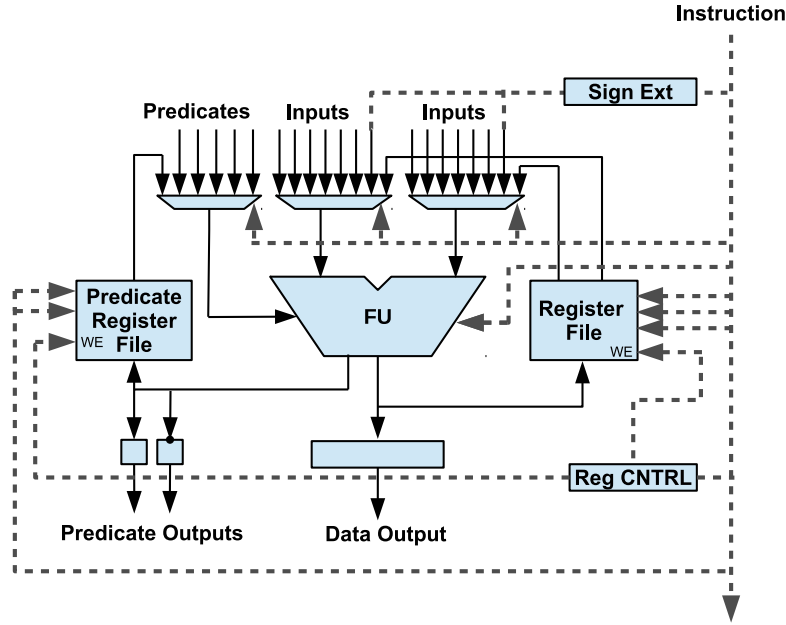 Instruction
Sign Ext
Predicates
Inputs
Inputs
Predicate
Register
File
WE
FU
Register
File
WE
Reg CNTRL
Predicate Outputs
Data Output